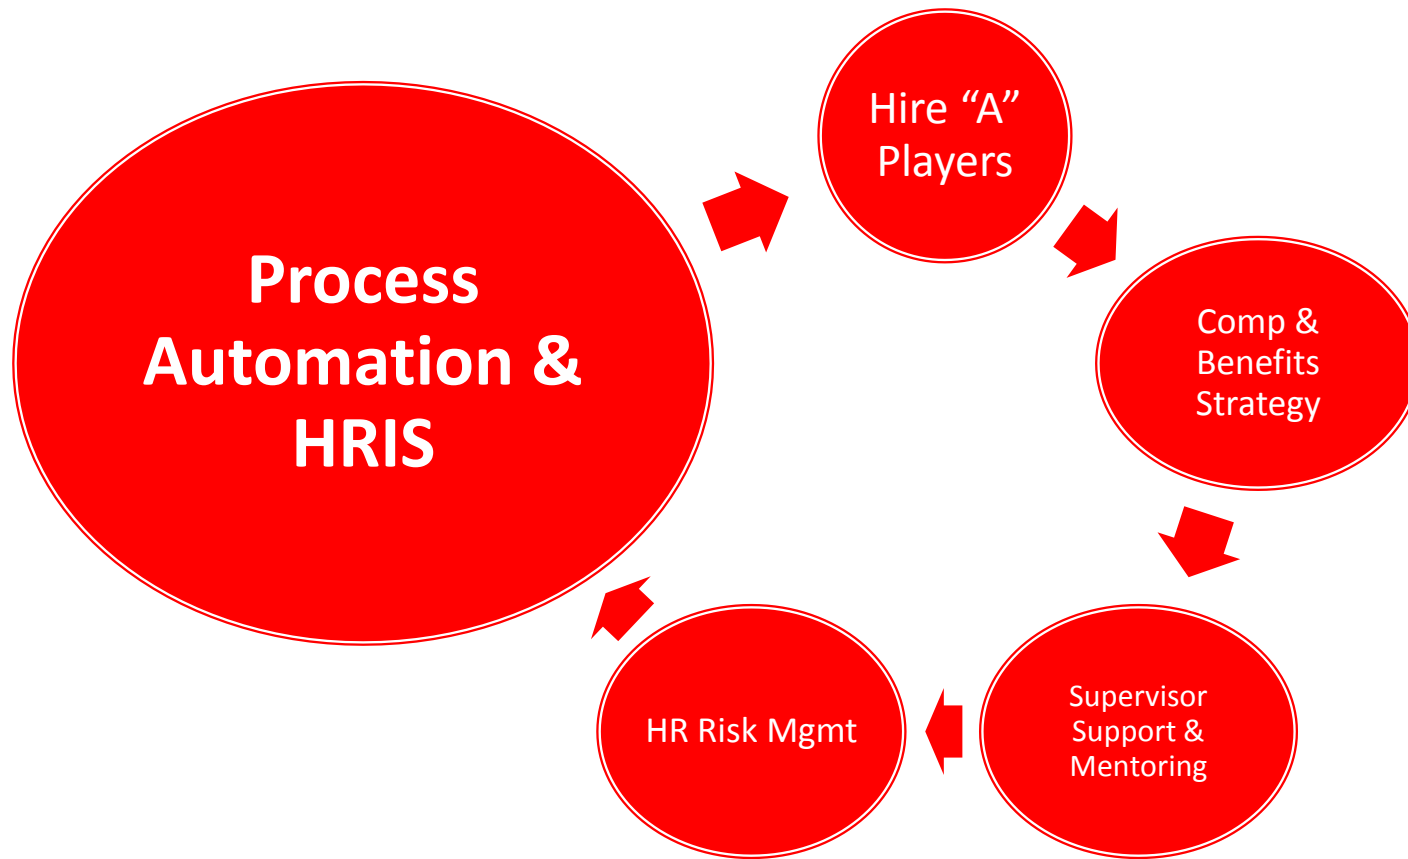 Process
Automation &
HRIS
Hire “A”
Players
Comp &
Benefits
Strategy
Supervisor
Support &
Mentoring
HR Risk Mgmt